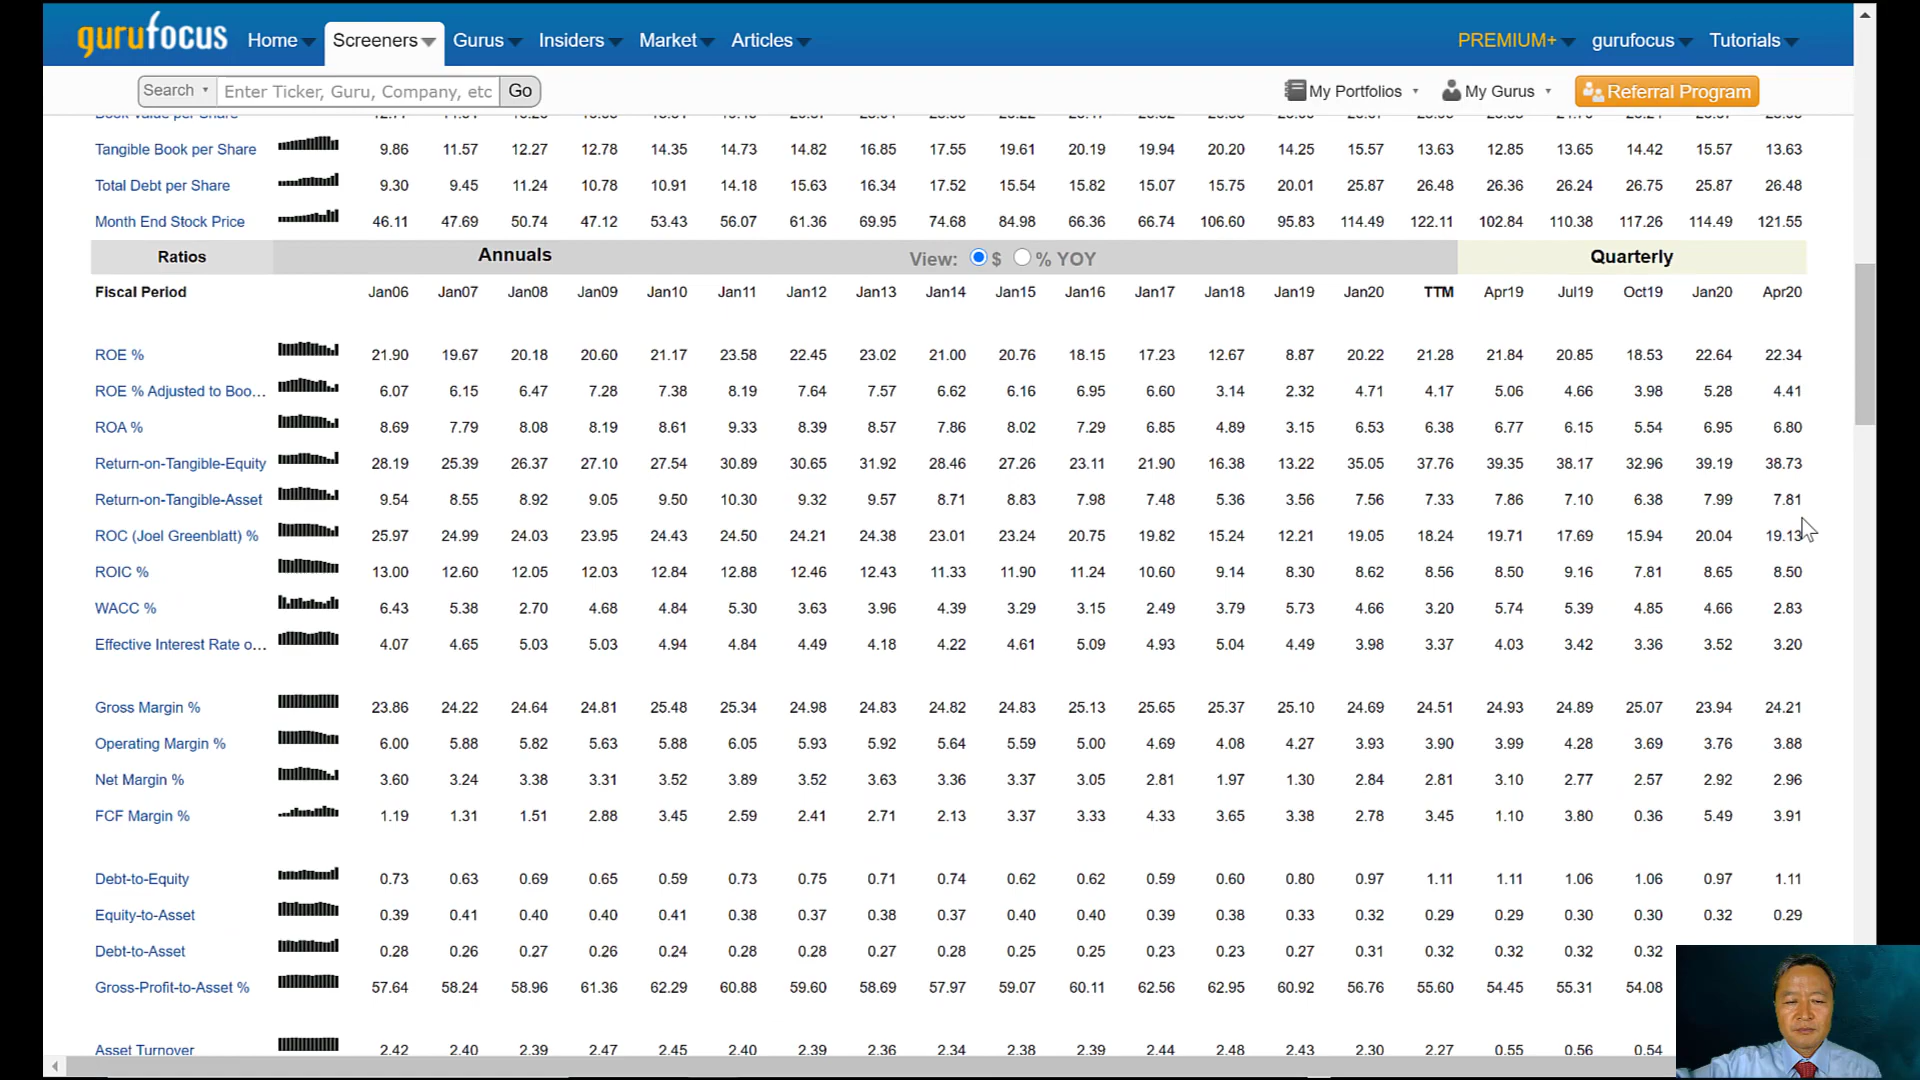 gurufocus Home Screeners Gurus Insiders Market Articles PREMIUM+ gurufocus Tutorials
Search Enter Ticker, Guru, Company, etc Go My Portfolios My Gurus Referral Program
Book Value per Share
Tangible Book per Share 9.86 11.57 12.27 12.78 14.35 14.73 14.82 16.85 17.55 19.61 20.19 19.94 20.20 14.25 15.57 13.63 12.85 13.65 14.42 15.57 13.63
Total Debt per Share 9.30 9.45 11.24 10.78 10.91 14.18 15.63 16.34 17.52 15.54 15.82 15.07 15.75 20.01 25.87 26.48 26.36 26.24 26.75 25.87 26.48
Month End Stock Price 46.11 47.69 50.74 47.12 53.43 56.07 61.36 69.95 74.68 84.98 66.36 66.74 106.60 95.83 114.49 122.11 102.84 110.38 117.26 114.49 121.55
Ratios Annuals View: $ % YOY Quarterly
Fiscal Period Jan06 Jan07 Jan08 Jan09 Jan10 Jan11 Jan12 Jan13 Jan14 Jan15 Jan16 Jan17 Jan18 Jan19 Jan20 TTM Apr19 Jul19 Oct19 Jan20 Apr20
ROE % 21.90 19.67 20.18 20.60 21.17 23.58 22.45 23.02 21.00 20.76 18.15 17.23 12.67 8.87 20.22 21.28 21.84 20.85 18.53 22.64 22.34
ROE % Adjusted to Boo... 6.07 6.15 6.47 7.28 7.38 8.19 7.64 7.57 6.62 6.16 6.95 6.60 3.14 2.32 4.71 4.17 5.06 4.66 3.98 5.28 4.41
ROA % 8.69 7.79 8.08 8.19 8.61 9.33 8.39 8.57 7.86 8.02 7.29 6.85 4.89 3.15 6.53 6.38 6.77 6.15 5.54 6.95 6.80
Return-on-Tangible-Equity 28.19 25.39 26.37 27.10 27.54 30.89 30.65 31.92 28.46 27.26 23.11 21.90 16.38 13.22 35.05 37.76 39.35 38.17 32.96 39.19 38.73
Return-on-Tangible-Asset 9.54 8.55 8.92 9.05 9.50 10.30 9.32 9.57 8.71 8.83 7.98 7.48 5.36 3.56 7.56 7.33 7.86 7.10 6.38 7.99 7.81
ROC (Joel Greenblatt) % 25.97 24.99 24.03 23.95 24.43 24.50 24.21 24.38 23.01 23.24 20.75 19.82 15.24 12.21 19.05 18.24 19.71 17.69 15.94 20.04 19.13
ROIC % 13.00 12.60 12.05 12.03 12.84 12.88 12.46 12.43 11.33 11.90 11.24 10.60 9.14 8.30 8.62 8.56 8.50 9.16 7.81 8.65 8.50
WACC % 6.43 5.38 2.70 4.68 4.84 5.30 3.63 3.96 4.39 3.29 3.15 2.49 3.79 5.73 4.66 3.20 5.74 5.39 4.85 4.66 2.83
Effective Interest Rate o... 4.07 4.65 5.03 5.03 4.94 4.84 4.49 4.18 4.22 4.61 5.09 4.93 5.04 4.49 3.98 3.37 4.03 3.42 3.36 3.52 3.20
Gross Margin % 23.86 24.22 24.64 24.81 25.48 25.34 24.98 24.83 24.82 24.83 25.13 25.65 25.37 25.10 24.69 24.51 24.93 24.89 25.07 23.94 24.21
Operating Margin % 6.00 5.88 5.82 5.63 5.88 6.05 5.93 5.92 5.64 5.59 5.00 4.69 4.08 4.27 3.93 3.90 3.99 4.28 3.69 3.76 3.88
Net Margin % 3.60 3.24 3.38 3.31 3.52 3.89 3.52 3.63 3.36 3.37 3.05 2.81 1.97 1.30 2.84 2.81 3.10 2.77 2.57 2.92 2.96
FCF Margin % 1.19 1.31 1.51 2.88 3.45 2.59 2.41 2.71 2.13 3.37 3.33 4.33 3.65 3.38 2.78 3.45 1.10 3.80 0.36 5.49 3.91
Debt-to-Equity 0.73 0.63 0.69 0.65 0.59 0.73 0.75 0.71 0.74 0.62 0.62 0.59 0.60 0.80 0.97 1.11 1.11 1.06 1.06 0.97 1.11
Equity-to-Asset 0.39 0.41 0.40 0.40 0.41 0.38 0.37 0.38 0.37 0.40 0.40 0.39 0.38 0.33 0.32 0.29 0.29 0.30 0.30 0.32 0.29
Debt-to-Asset 0.28 0.26 0.27 0.26 0.24 0.28 0.28 0.27 0.28 0.25 0.25 0.23 0.23 0.27 0.31 0.32 0.32 0.32 0.32
Gross-Profit-to-Asset % 57.64 58.24 58.96 61.36 62.29 60.88 59.60 58.69 57.97 59.07 60.11 62.56 62.95 60.92 56.76 55.60 54.45 55.31 54.08
Asset Turnover 2.42 2.40 2.39 2.47 2.45 2.40 2.39 2.36 2.34 2.38 2.39 2.44 2.48 2.43 2.30 2.27 0.55 0.56 0.54